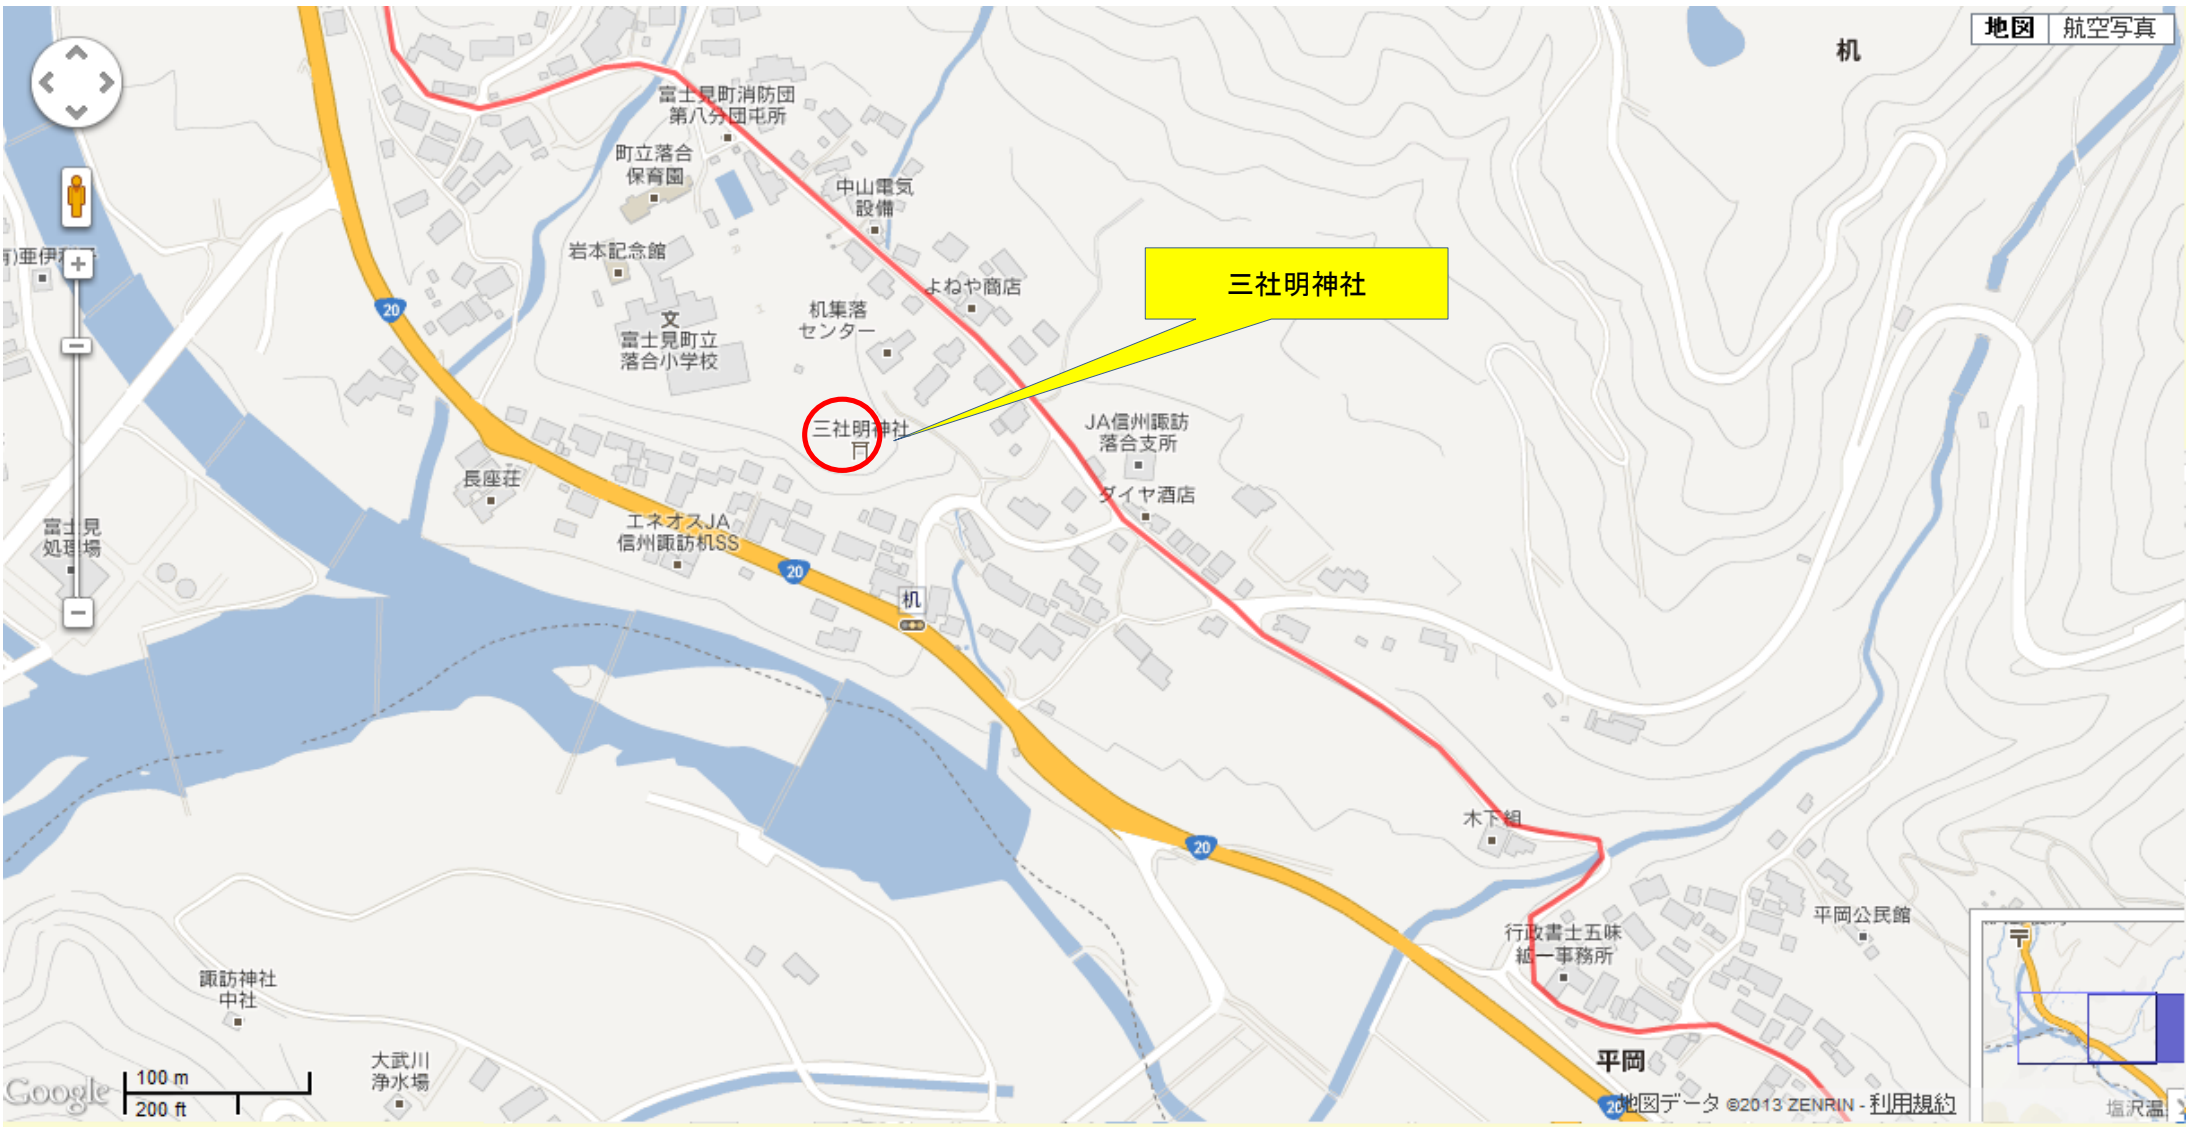 地図
航空写真
机
富士見町消防団
第八分団屯所
町立落合
保育園
中山電気
設備
岩本記念館
よねや商店
三社明神社
机集落
センター
20
文
富士見町立
落合小学校
三社明神社
JA信州諏訪
落合支所
長座荘
ダイヤ酒店
富士見
処理場
エネオスJA
信州諏訪机SS
20
机
木下組
20
平岡公民館
行政書士五味
紘一事務所
諏訪神社
中社
平岡
大武川
浄水場
Google
100 m
200 ft
20
地図データ ©2013 ZENRIN - 利用規約
塩沢温